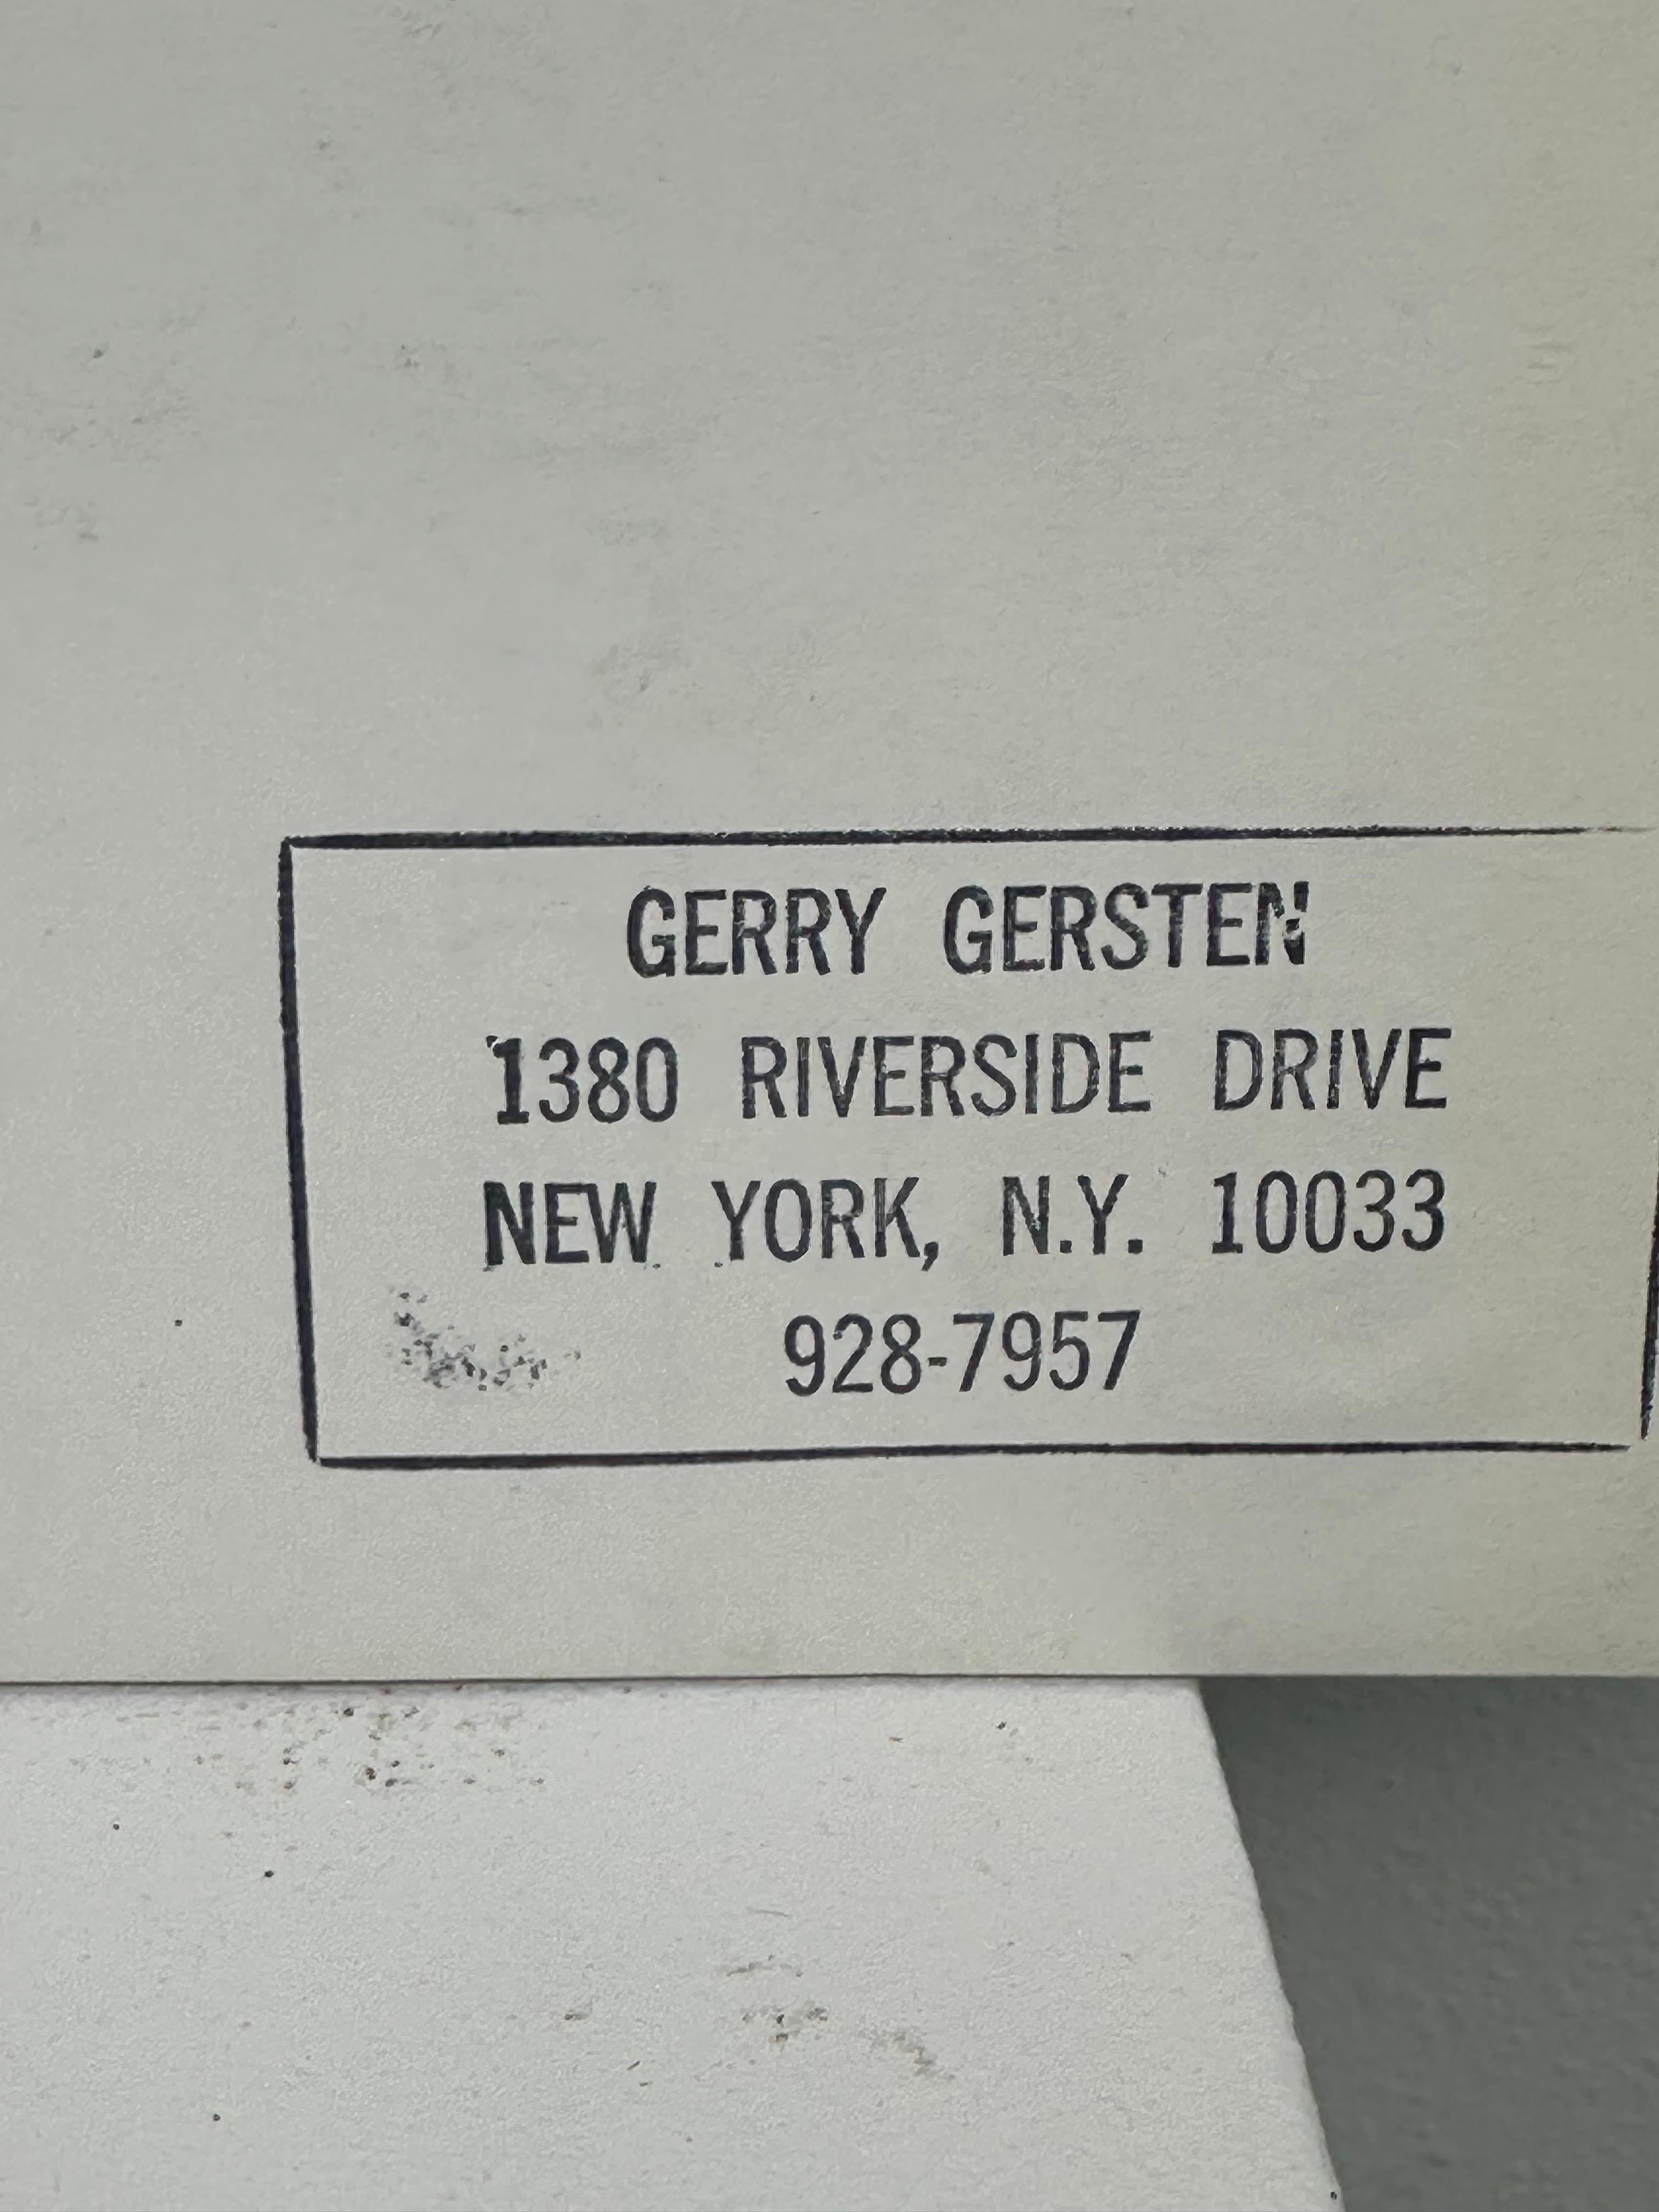 GERRY GERSTEN
1380 RIVERSIDE DRIVE
NEW YORK, N.Y. 10033
928-7957